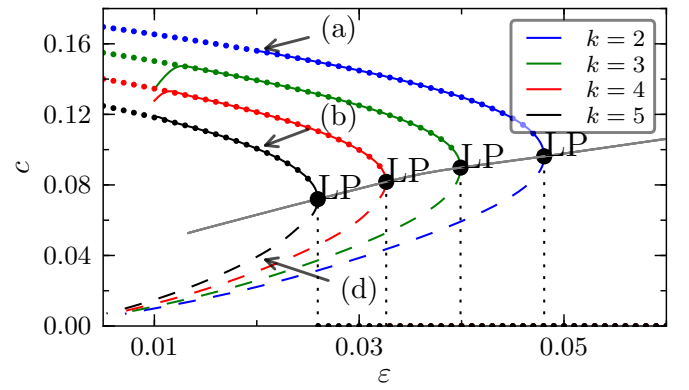 0.16
0.12
0.08
0.04
0.00
c
(a)
(b)
(d)
LP
LP
LP
LP
k = 2
k = 3
k = 4
k = 5
0.01
0.03
0.05
ε